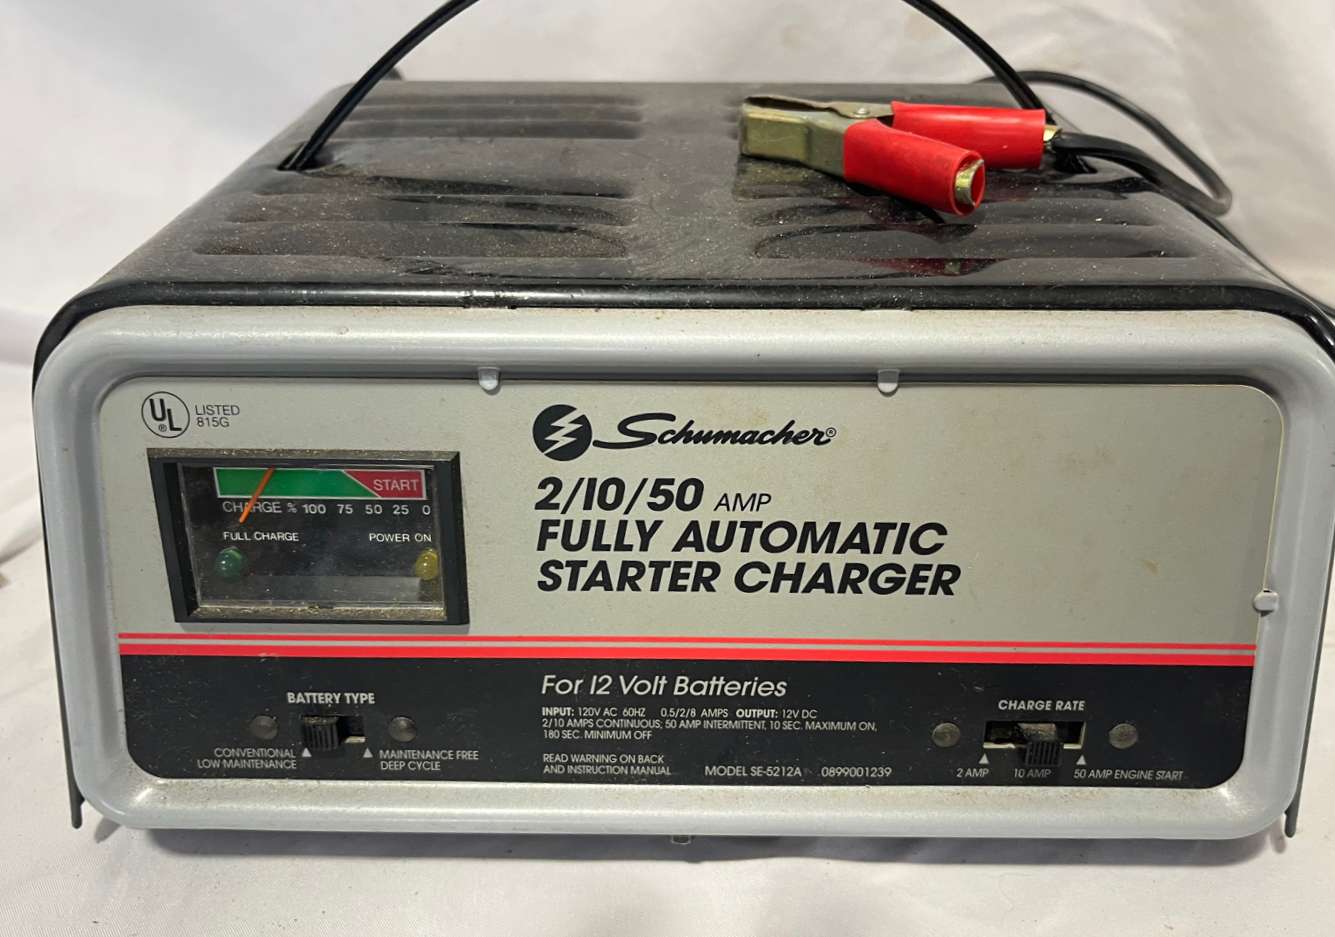 UL
®
LISTED
815G
Schumacher®
START
CHARGE % 100 75 50 25 0
FULL CHARGE
POWER ON
2/10/50 AMP
FULLY AUTOMATIC
STARTER CHARGER
BATTERY TYPE
CONVENTIONAL
LOW MAINTENANCE
MAINTENANCE FREE
DEEP CYCLE
For 12 Volt Batteries
INPUT: 120V AC 60HZ 0.5/2/8 AMPS OUTPUT: 12V DC
2/10 AMPS CONTINUOUS; 50 AMP INTERMITTENT, 10 SEC. MAXIMUM ON,
180 SEC. MINIMUM OFF
READ WARNING ON BACK
AND INSTRUCTION MANUAL
MODEL SE-5212A 0899001239
CHARGE RATE
2 AMP 10 AMP 50 AMP ENGINE START